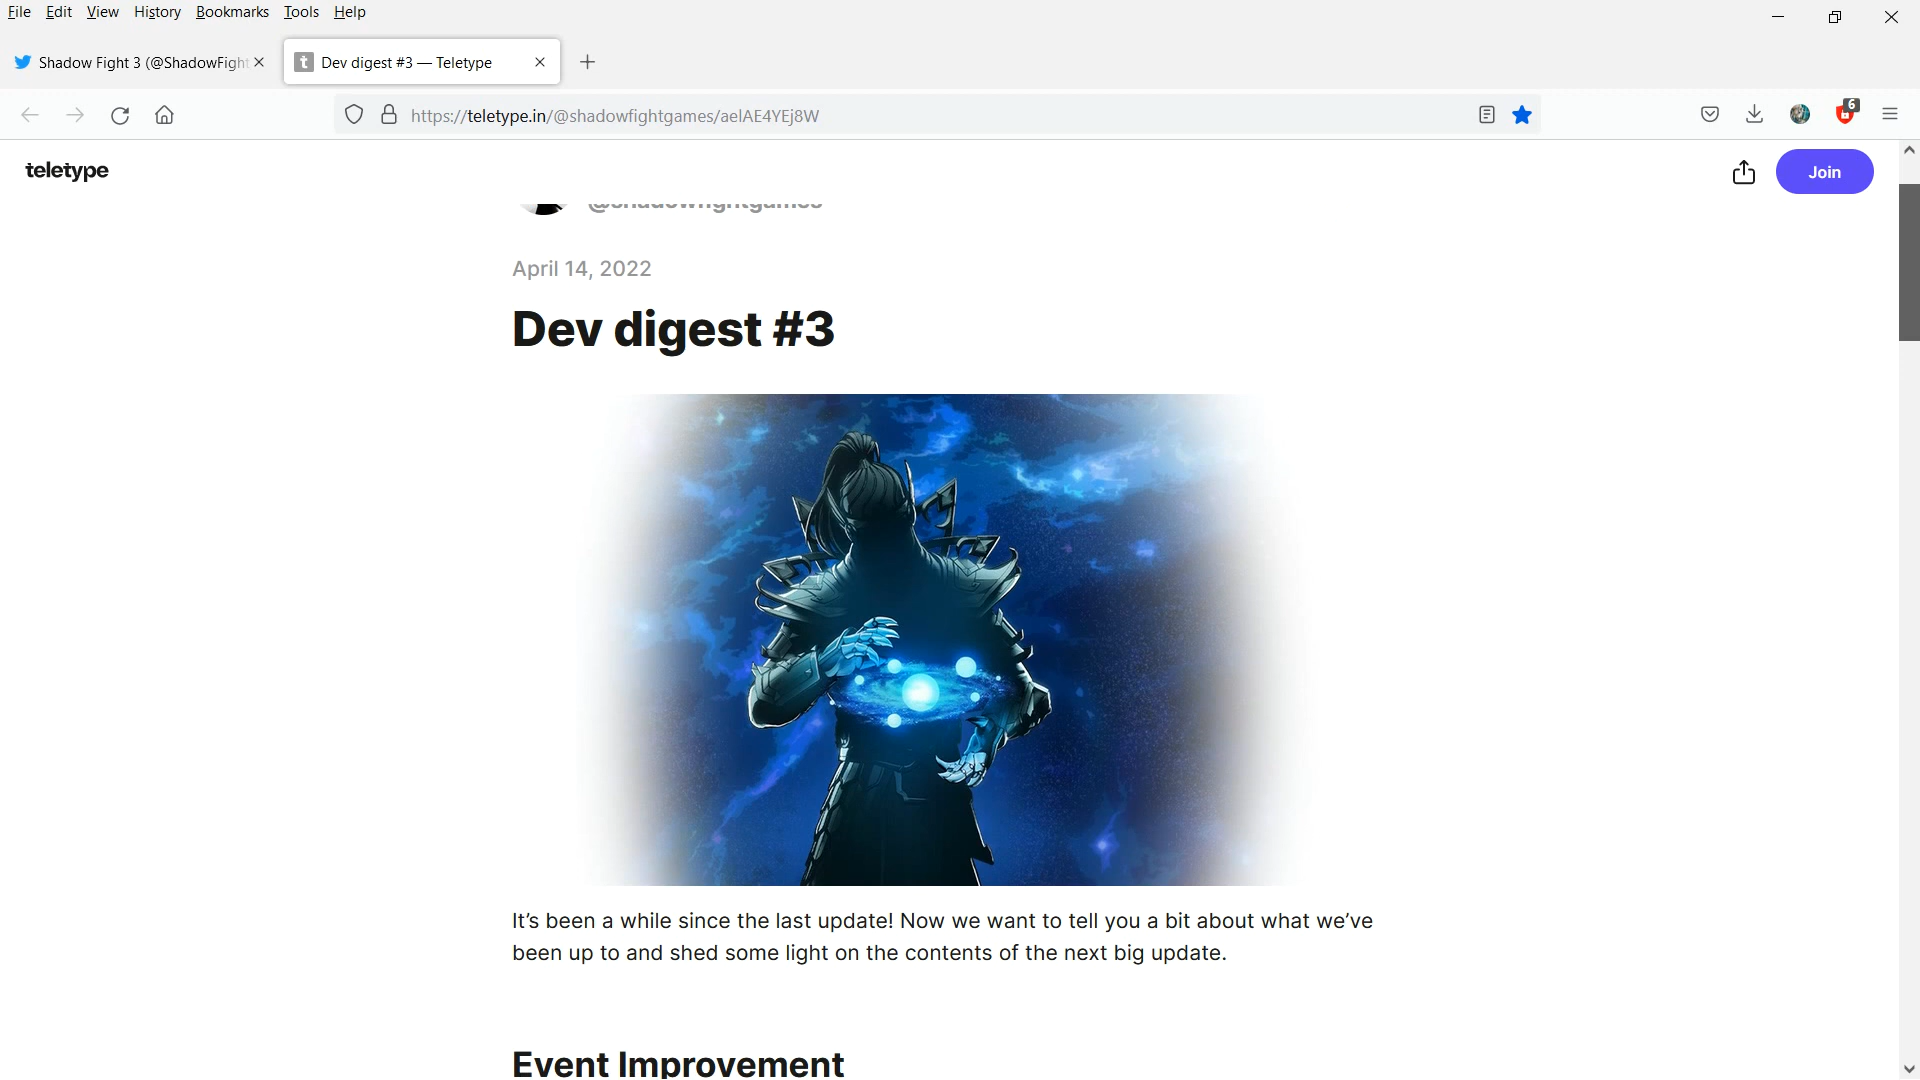 File Edit View History Bookmarks Tools Help
Shadow Fight 3 (@ShadowFight
t Dev digest #3 — Teletype
https://teletype.in/@shadowfightgames/aelAE4YEj8W
6
teletype
Join
@shadowfightgames
April 14, 2022
Dev digest #3
It’s been a while since the last update! Now we want to tell you a bit about what we’ve
been up to and shed some light on the contents of the next big update.
Event Improvement